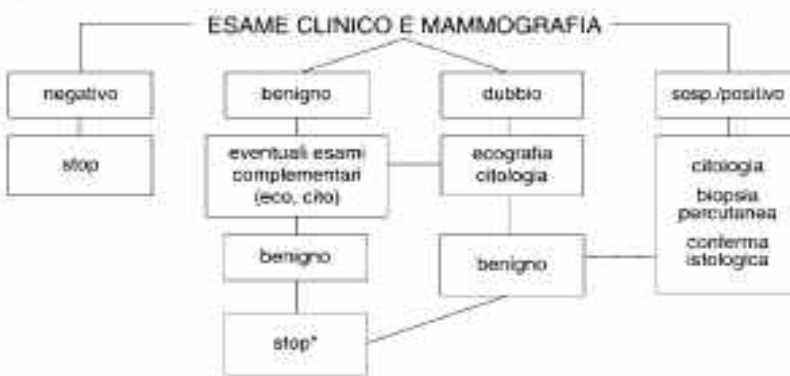 ESAME CLINICO E MAMMOGRAFIA
negativo
benigno
dubbio
sosp./positivo
stop
eventuali esami
complementari
(eco, cito)
ecografia
citologia
citologia
biopsia
percutanea
conferma
istologica
benigno
benigno
stop*